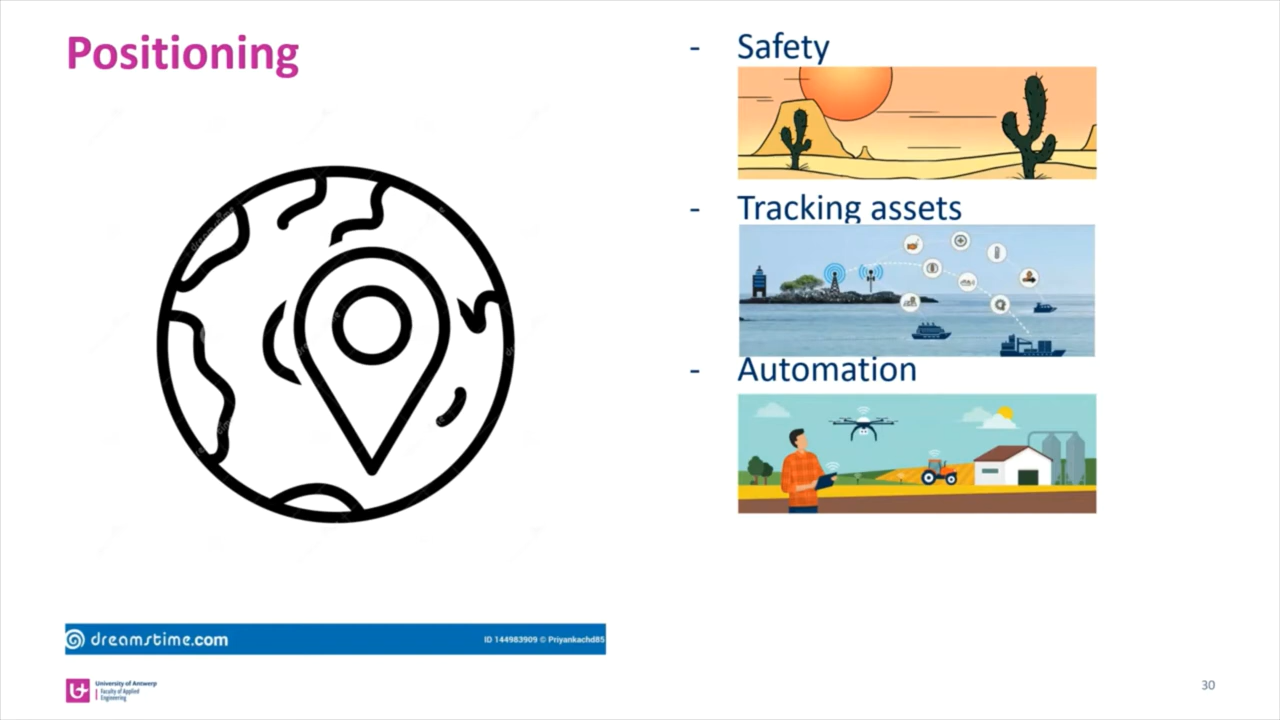 Positioning
- Safety
- Tracking assets
- Automation
dreamstime.com
ID 144983909 © Priyankachd85
University of Antwerp
Faculty of Applied
Engineering
30